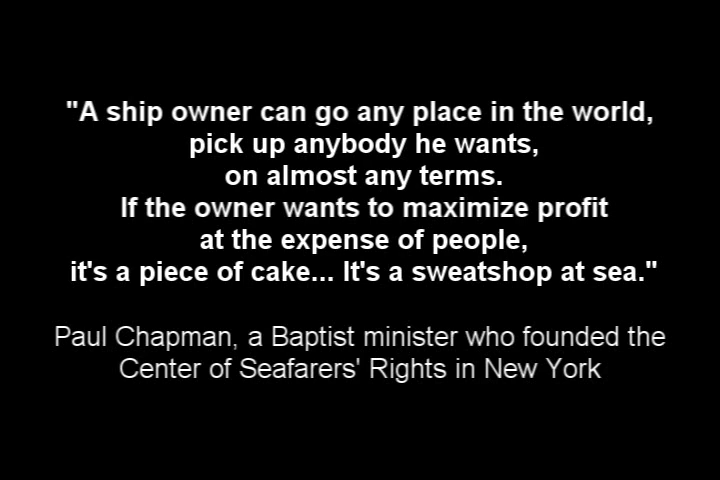 "A ship owner can go any place in the world,
pick up anybody he wants,
on almost any terms.
If the owner wants to maximize profit
at the expense of people,
it's a piece of cake... It's a sweatshop at sea."
Paul Chapman, a Baptist minister who founded the
Center of Seafarers' Rights in New York